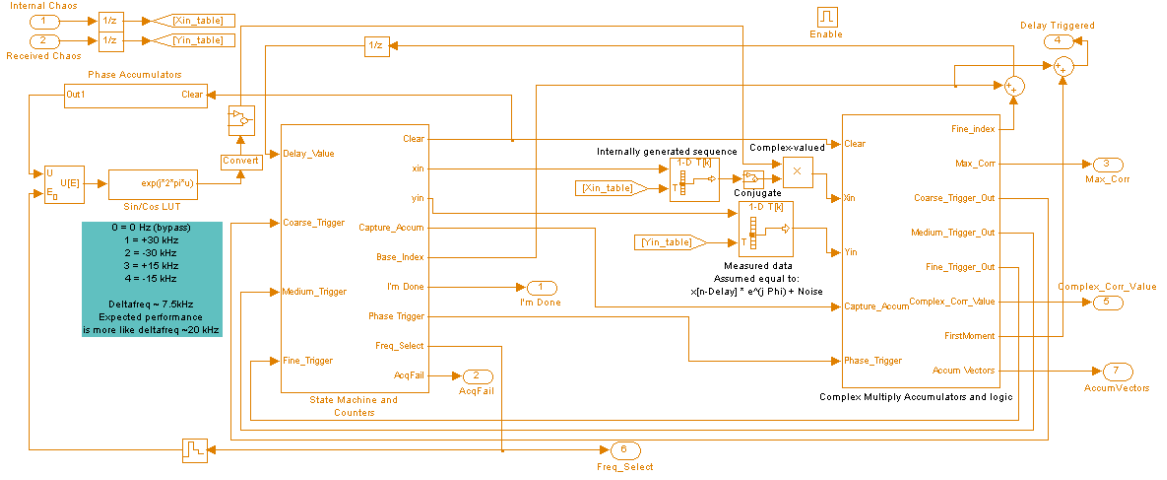 Internal Chaos
1
1/z
[Xin_table]
2
1/z
[Yin_table]
Received Chaos
Enable
Delay Triggered
4
1/z
Phase Accumulators
Out1
Clear
Convert
U
E
0
U[E]
exp(j*2*pi*u)
Sin/Cos LUT
0 = 0 Hz (bypass)
1 = +30 kHz
2 = -30 kHz
3 = +15 kHz
4 = -15 kHz
Deltafreq ~ 7.5kHz
Expected performance
is more like deltafreq ~20 kHz
Delay_Value
Coarse_Trigger
Medium_Trigger
Fine_Trigger
Clear
xin
yin
Capture_Accum
Base_Index
I'm Done
Phase Trigger
Freq_Select
AcqFail
State Machine and
Counters
1
I'm Done
2
AcqFail
6
Freq_Select
Internally generated sequence
1-D T[k]
T
[Xin_table]
Conjugate
Complex-valued
×
1-D T[k]
T
[Yin_table]
Measured data
Assumed equal to:
x[n-Delay] * e^(j Phi) + Noise
Clear
Xin
Yin
Capture_Accum
Phase_Trigger
Fine_index
Max_Corr
Coarse_Trigger_Out
Medium_Trigger_Out
Fine_Trigger_Out
Complex_Corr_Value
FirstMoment
Accum Vectors
Complex Multiply Accumulators and logic
3
Max_Corr
Complex_Corr_Value
5
7
AccumVectors